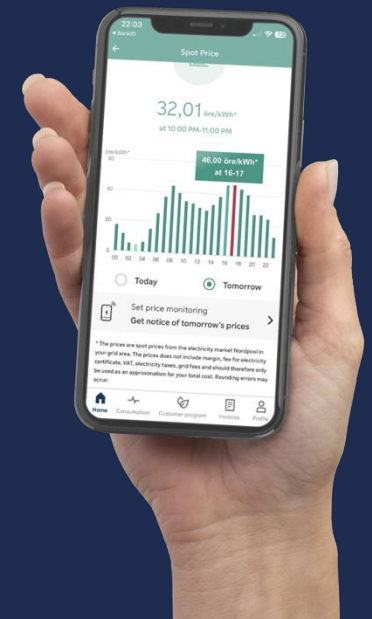 22:03
◀ BankID
Spot Price
32,01 öre/kWh*
at 10:00 PM-11:00 PM
öre/kWh*
46,00 öre/kWh*
at 16-17
60
40
20
0
00 02 04 06 08 10 12 14 16 18 20 22
Today
Tomorrow
Set price monitoring
Get notice of tomorrow's prices
* The prices are spot prices from the electricity market Nordpool in
your grid area. The prices does not include margin, fee for electricity
certificate, VAT, electricity taxes, grid fees and should therefore only
be used as an approximation for your total cost. Rounding errors may
occur.
Home Consumption Customer program Invoices Profile